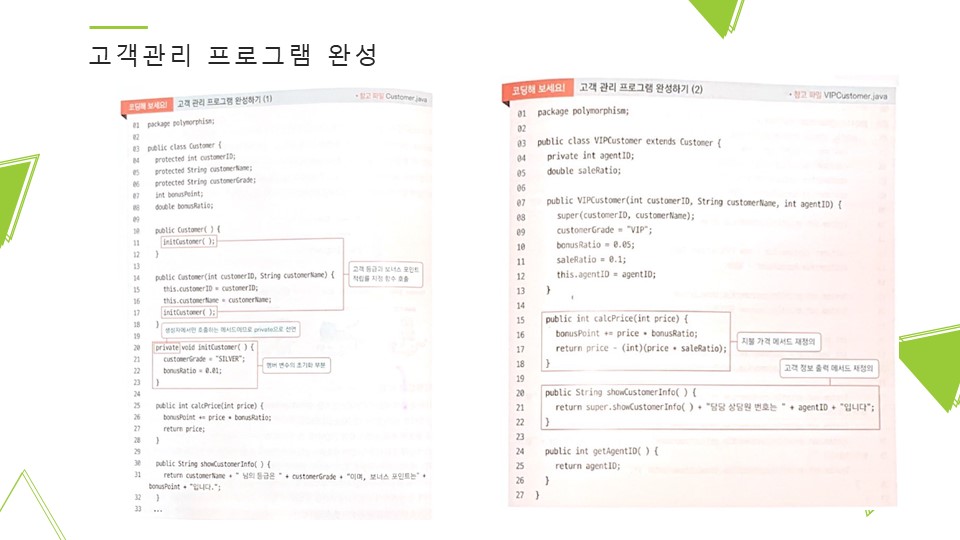 고객관리 프로그램 완성
코딩해 보세요! 고객 관리 프로그램 완성하기 (1) • 참고 파일 Customer.java
01 package polymorphism;
02
03 public class Customer {
04 protected int customerID;
05 protected String customerName;
06 protected String customerGrade;
07 int bonusPoint;
08 double bonusRatio;
09
10 public Customer( ) {
11 initCustomer( );
12 }
13
14 public Customer(int customerID, String customerName) {
15 this.customerID = customerID;
16 this.customerName = customerName;
17 initCustomer( );
18 }
고객 등급과 보너스 포인트
적립률 지정 함수 호출
생성자에서만 호출하는 메서드이므로 private으로 선언
19
20 private void initCustomer( ) {
21 customerGrade = "SILVER";
22 bonusRatio = 0.01;
23 }
멤버 변수의 초기화 부분
24
25 public int calcPrice(int price) {
26 bonusPoint += price * bonusRatio;
27 return price;
28 }
29
30 public String showCustomerInfo( ) {
31 return customerName + " 님의 등급은 " + customerGrade + "이며, 보너스 포인트는" +
bonusPoint + "입니다.";
32 }
33 ...
코딩해 보세요! 고객 관리 프로그램 완성하기 (2) • 참고 파일 VIPCustomer.java
01 package polymorphism;
02
03 public class VIPCustomer extends Customer {
04 private int agentID;
05 double saleRatio;
06
07 public VIPCustomer(int customerID, String customerName, int agentID) {
08 super(customerID, customerName);
09 customerGrade = "VIP";
10 bonusRatio = 0.05;
11 saleRatio = 0.1;
12 this.agentID = agentID;
13 }
14
15 public int calcPrice(int price) {
16 bonusPoint += price * bonusRatio;
17 return price - (int)(price * saleRatio);
18 }
지불 가격 메서드 재정의
고객 정보 출력 메서드 재정의
19
20 public String showCustomerInfo( ) {
21 return super.showCustomerInfo( ) + "담당 상담원 번호는 " + agentID + "입니다";
22 }
23
24 public int getAgentID( ) {
25 return agentID;
26 }
27 }